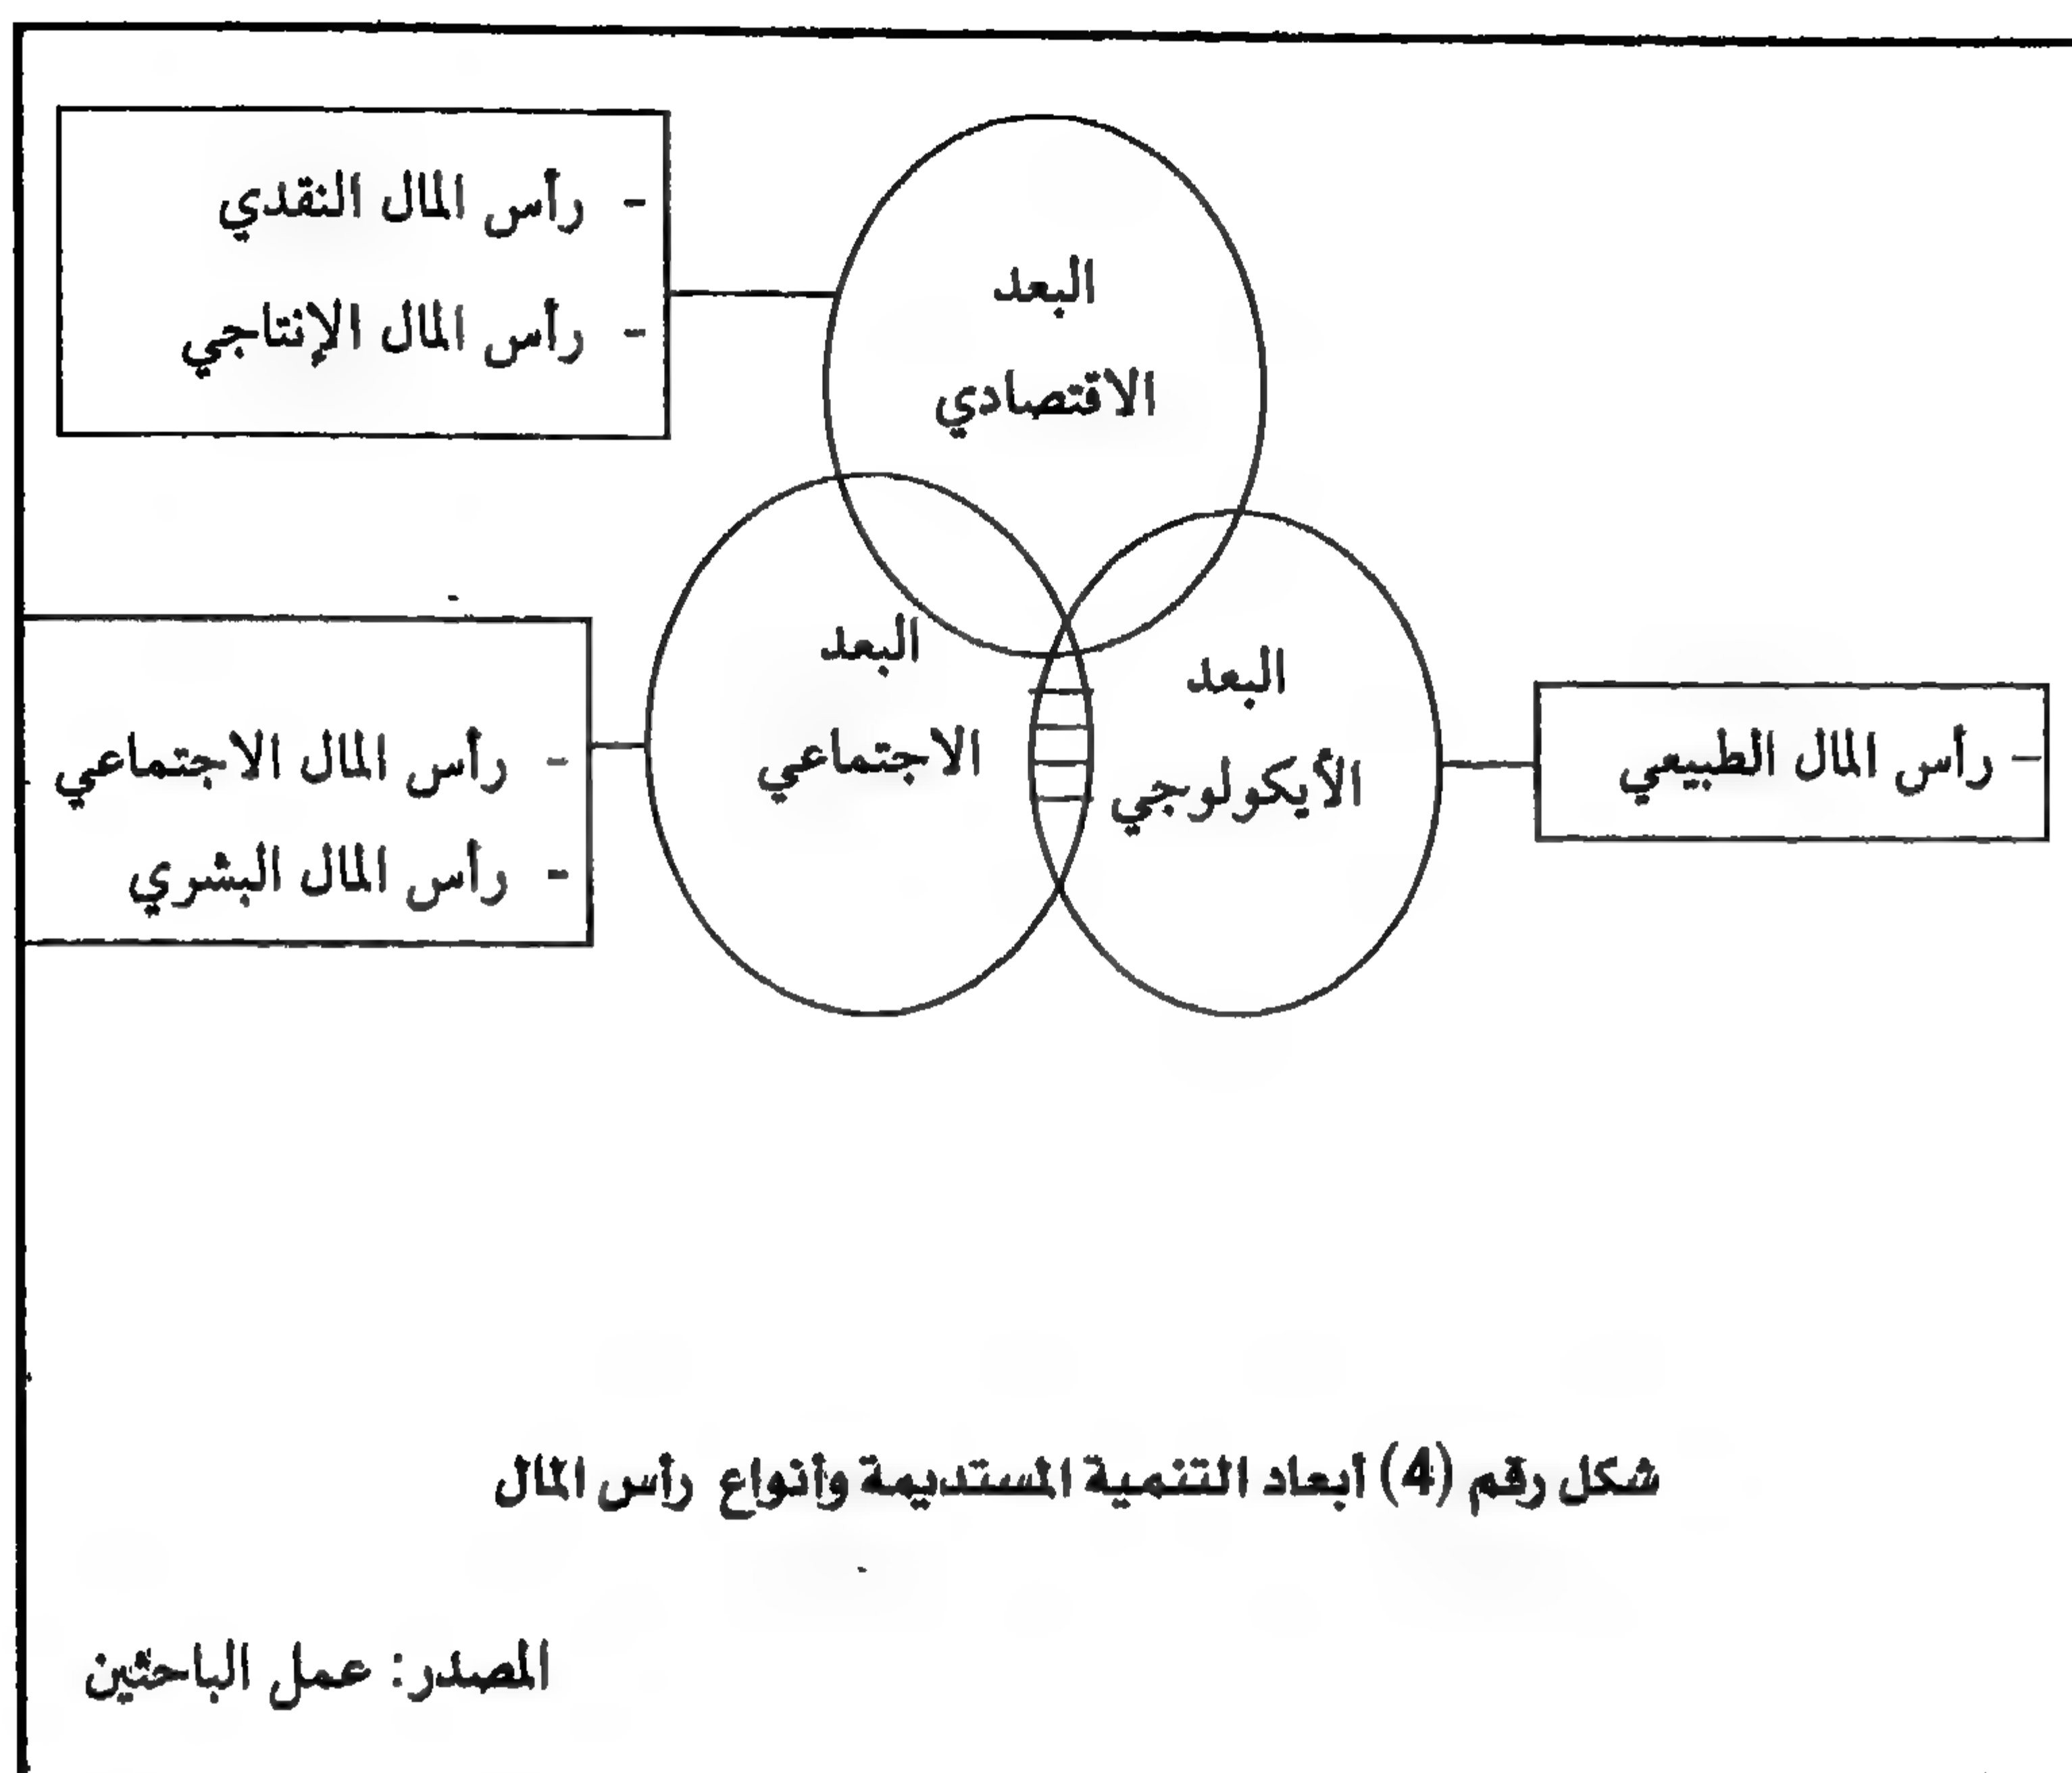 - رأس المال النقدي
- رأس المال الإنتاجي
البعد
الاقتصادي
البعد
الأيكولوجي
البعد
الاجتماعي
– رأس المال الطبيعي
- رأس المال الاجتماعي
- رأس المال البشري
شكل رقم (4) أبعاد التنمية المستديمة وأنواع رأس المال
المصدر: عمل الباحثين